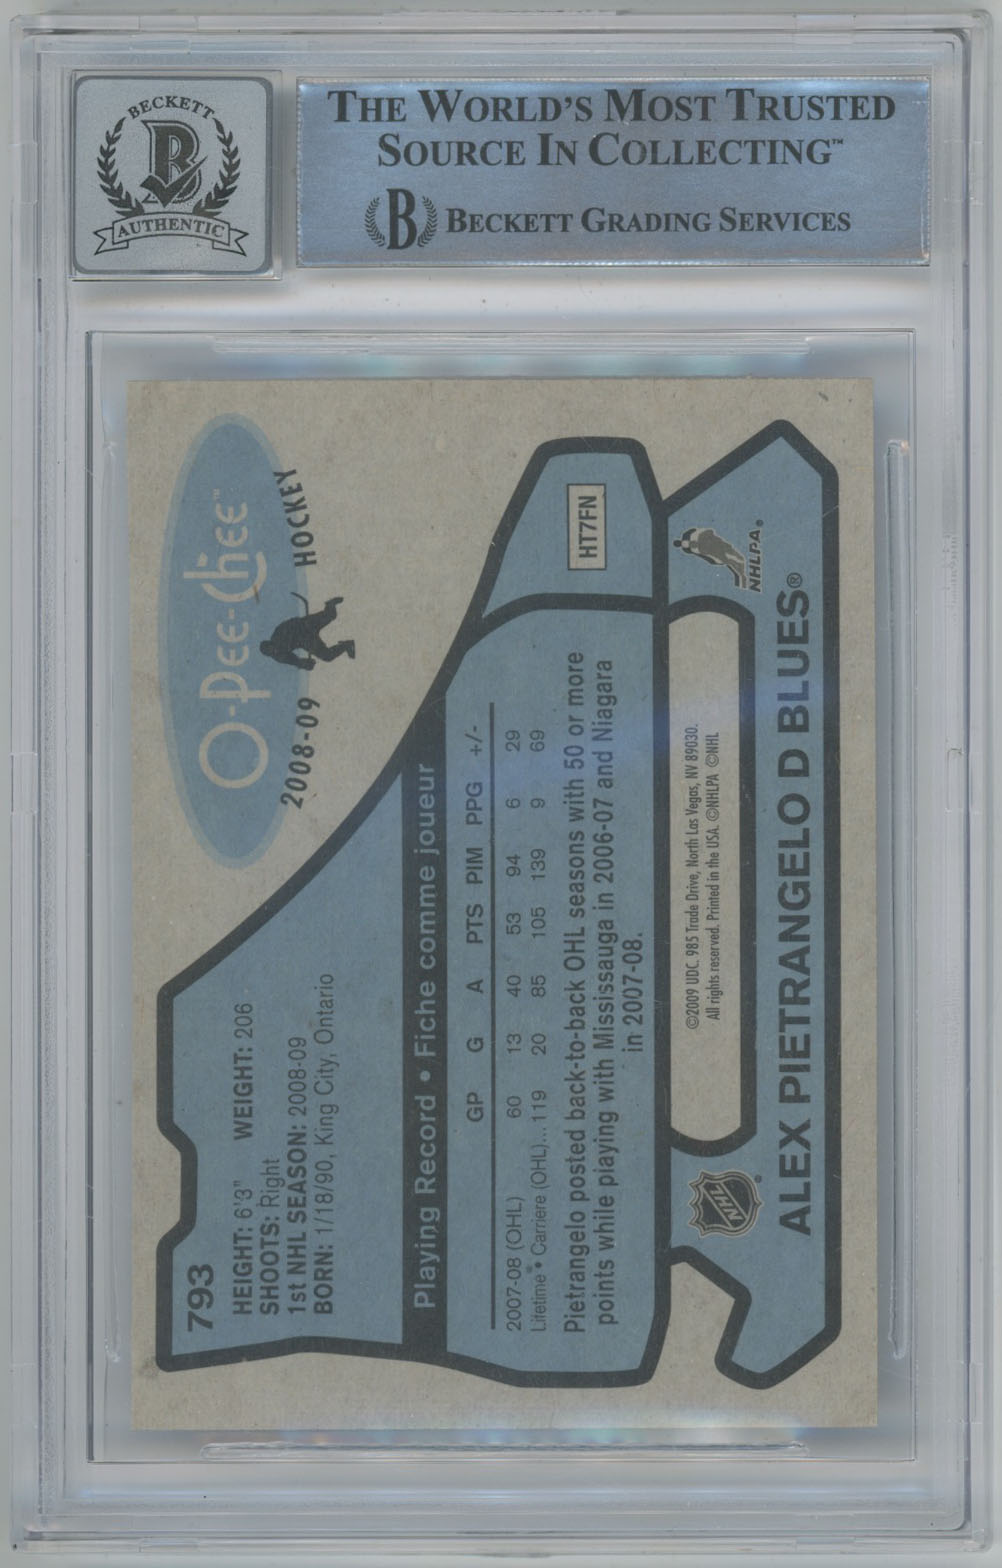 BECKETT
AUTHENTIC
THE WORLD'S MOST TRUSTED
SOURCE IN COLLECTING™
B BECKETT GRADING SERVICES
793
HEIGHT: 6'3" WEIGHT: 206
SHOOTS: Right
1st NHL SEASON: 2008-09
BORN: 1/18/90, King City, Ontario
O-Pee-Chee™
2008-09 HOCKEY
Playing Record • Fiche comme joueur
GP G A PTS PIM PPG +/-
2007-08 (OHL) 60 13 40 53 94 6 29
Lifetime • Carriere (OHL)...119 20 85 105 139 9 69
Pietrangelo posted back-to-back OHL seasons with 50 or more
points while playing with Mississauga in 2006-07 and Niagara
in 2007-08.
HT7FN
©2009 UDC. 985 Trade Drive, North Las Vegas, NV 89030.
All rights reserved. Printed in the USA. ©NHLPA ©NHL
NHL
NHLPA®
ALEX PIETRANGELO D BLUES®